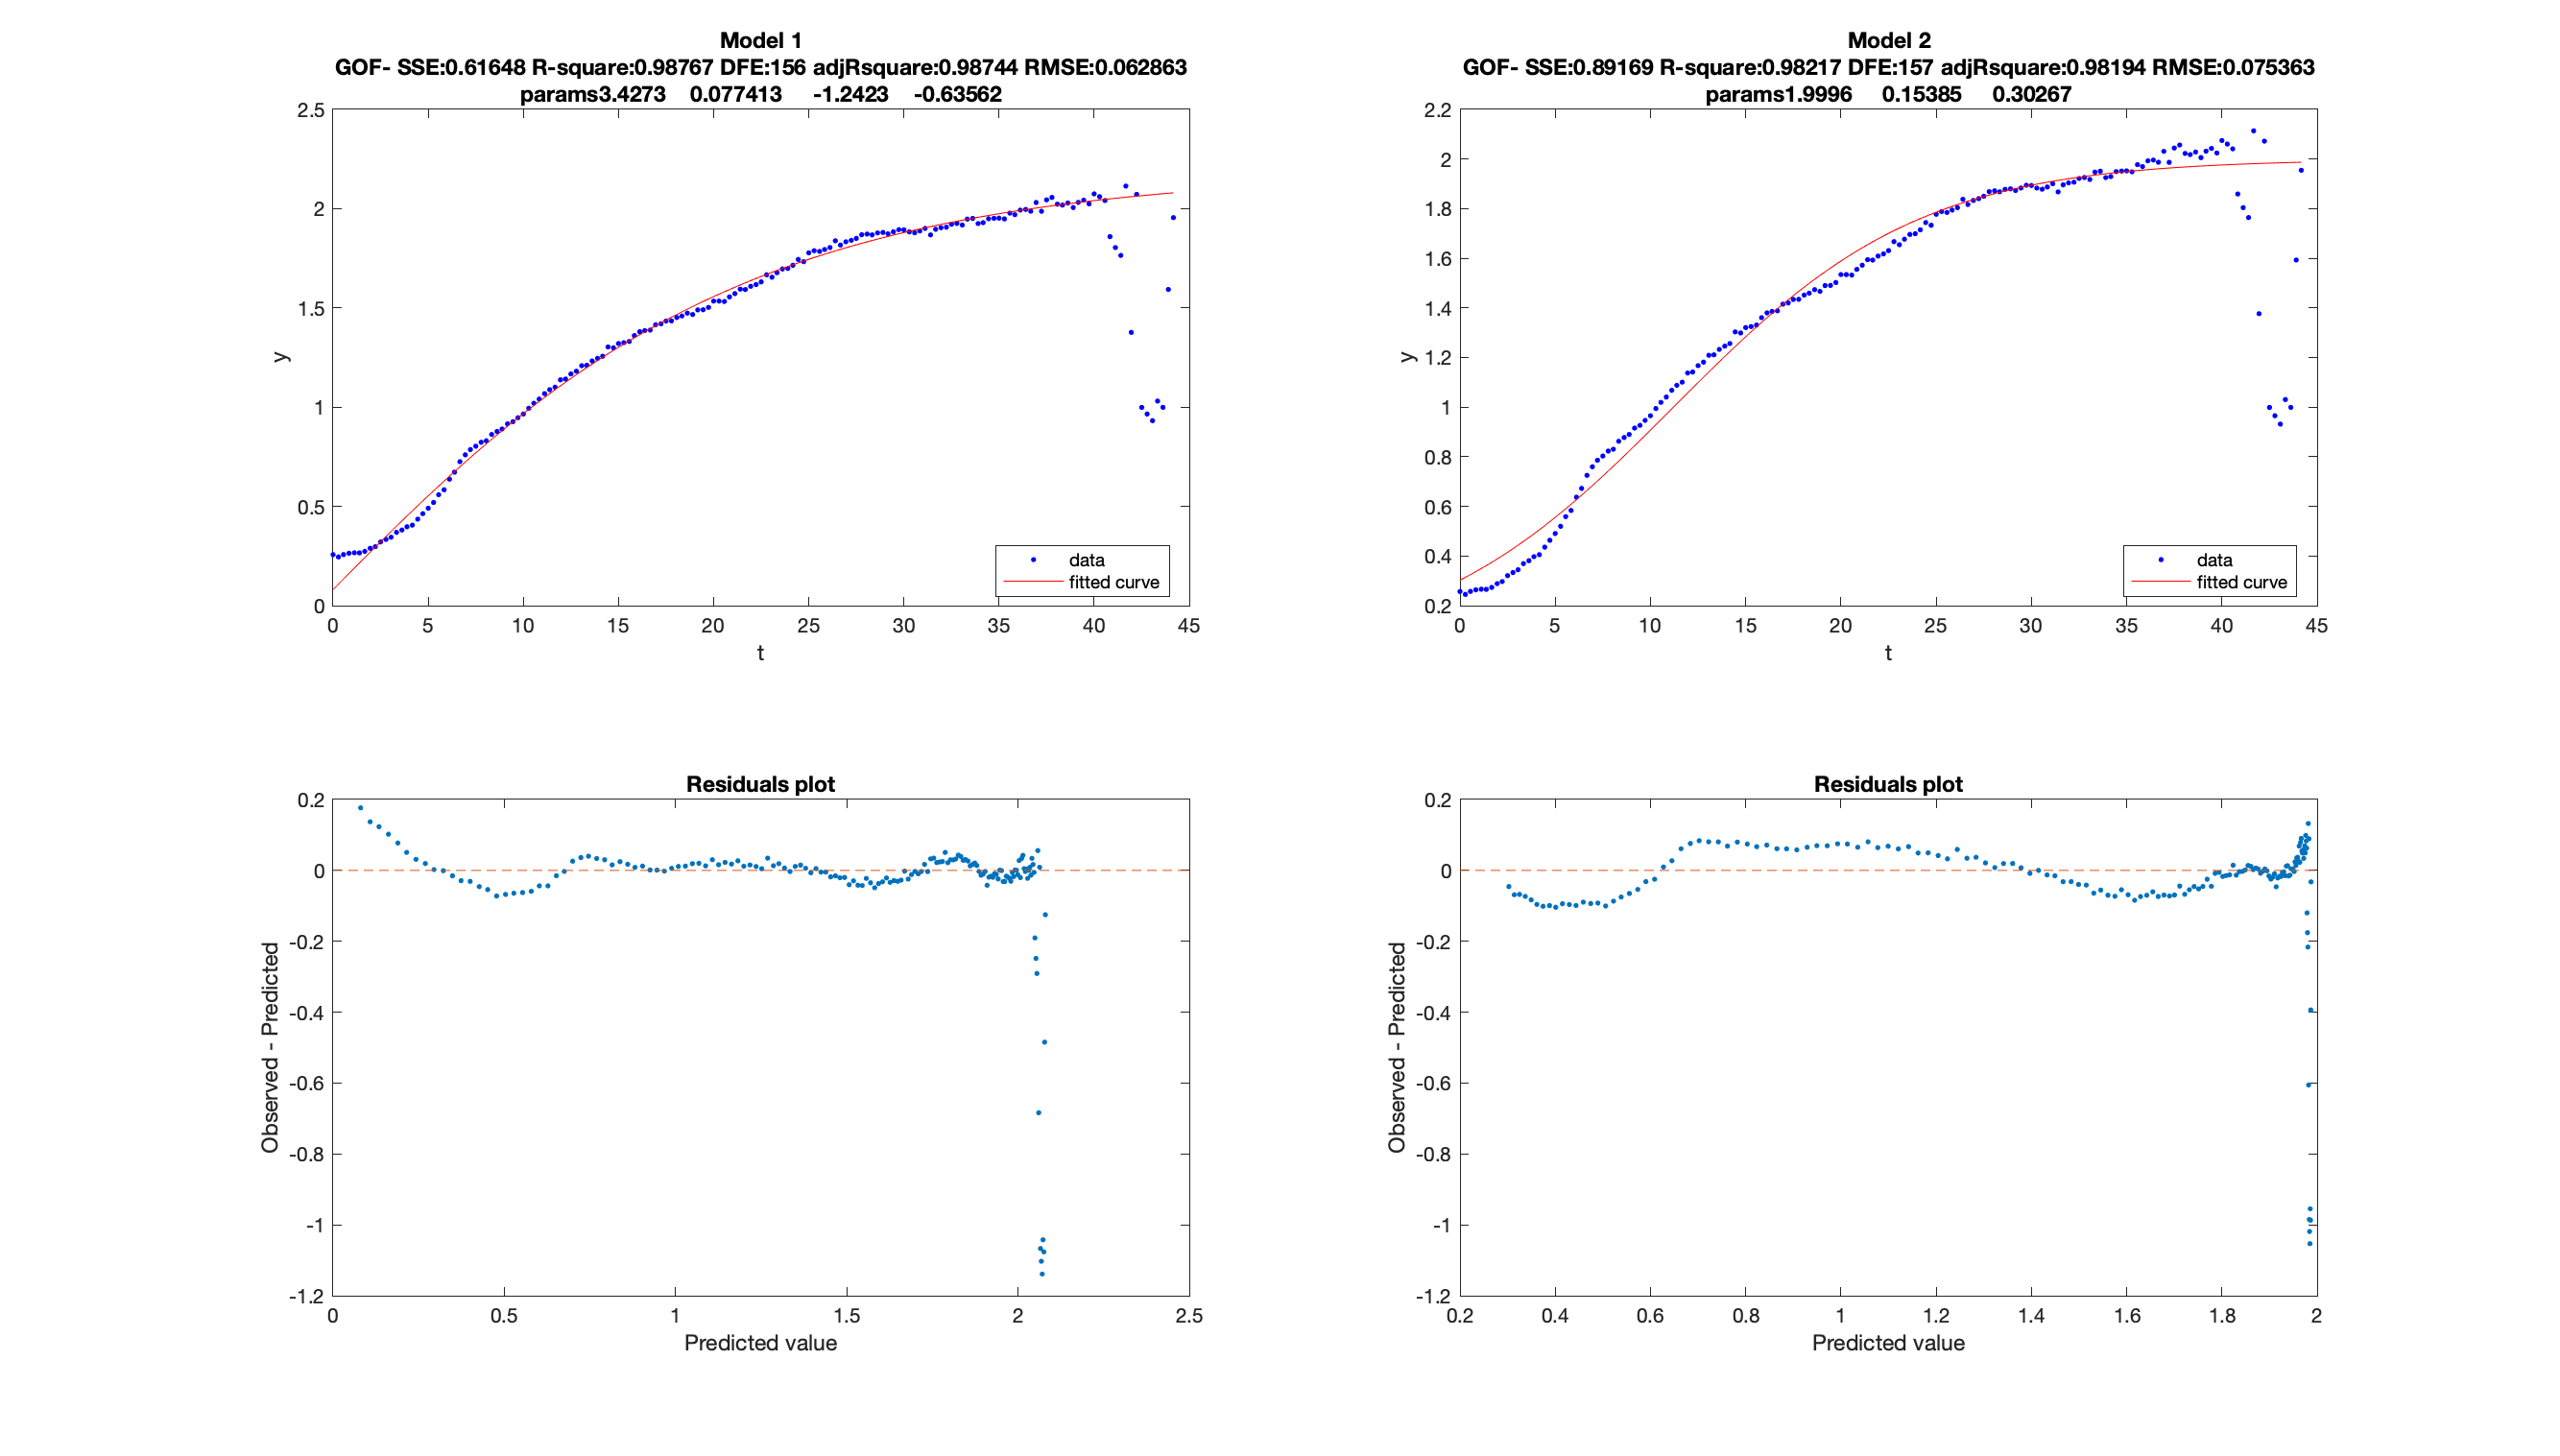 Model 1
GOF- SSE:0.61648 R-square:0.98767 DFE:156 adjRsquare:0.98744 RMSE:0.062863
params3.4273 0.077413 -1.2423 -0.63562
2.5
2
1.5
1
0.5
0
y
0 5 10 15 20 25 30 35 40 45
t
data
fitted curve
Model 2
GOF- SSE:0.89169 R-square:0.98217 DFE:157 adjRsquare:0.98194 RMSE:0.075363
params1.9996 0.15385 0.30267
2.2
2
1.8
1.6
1.4
1.2
1
0.8
0.6
0.4
0.2
y
0 5 10 15 20 25 30 35 40 45
t
data
fitted curve
Residuals plot
0.2
0
-0.2
-0.4
-0.6
-0.8
-1
-1.2
Observed - Predicted
0 0.5 1 1.5 2 2.5
Predicted value
Residuals plot
0.2
0
-0.2
-0.4
-0.6
-0.8
-1
-1.2
Observed - Predicted
0.2 0.4 0.6 0.8 1 1.2 1.4 1.6 1.8 2
Predicted value